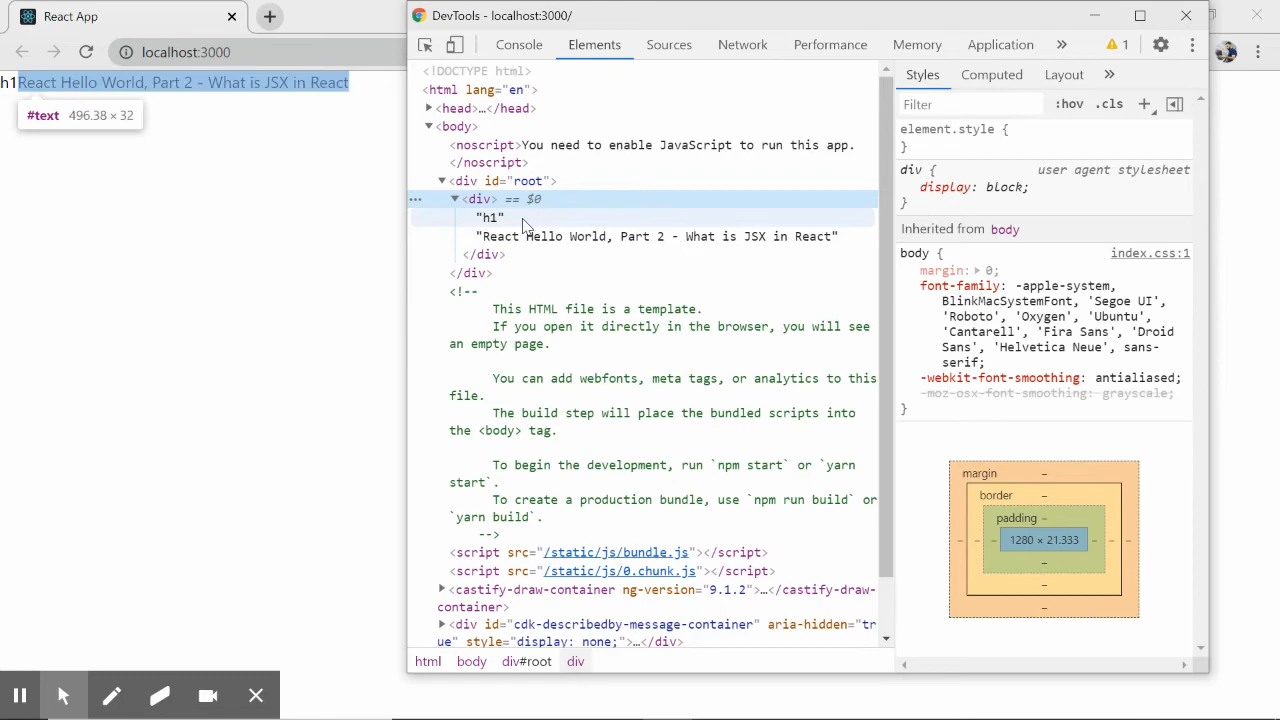 React App
DevTools - localhost:3000/
localhost:3000
h1React Hello World, Part 2 - What is JSX in React
#text 496.38 × 32
Console Elements Sources Network Performance Memory Application » 1
<!DOCTYPE html>
<html lang="en">
<head>…</head>
<body>
<noscript>You need to enable JavaScript to run this app.
</noscript>
<div id="root">
… <div> == $0
"h1"
"React Hello World, Part 2 - What is JSX in React"
</div>
</div>
<!--
This HTML file is a template.
If you open it directly in the browser, you will see
an empty page.
You can add webfonts, meta tags, or analytics to this
file.
The build step will place the bundled scripts into
the <body> tag.
To begin the development, run `npm start` or `yarn
start`.
To create a production bundle, use `npm run build` or
`yarn build`.
-->
<script src="/static/js/bundle.js"></script>
<script src="/static/js/0.chunk.js"></script>
<castify-draw-container ng-version="9.1.2">…</castify-draw-
container>
<div id="cdk-describedby-message-container" aria-hidden="tr
ue" style="display: none;">…</div>
html body div#root div
Styles Computed Layout »
Filter :hov .cls +
element.style {
}
div { user agent stylesheet
display: block;
}
Inherited from body
body { index.css:1
margin: 0;
font-family: -apple-system,
BlinkMacSystemFont, 'Segoe UI',
'Roboto', 'Oxygen', 'Ubuntu',
'Cantarell', 'Fira Sans', 'Droid
Sans', 'Helvetica Neue', sans-
serif;
-webkit-font-smoothing: antialiased;
-moz-osx-font-smoothing: grayscale;
}
margin –
border –
padding –
– – – 1280 × 21.333 – – –
–
–
–